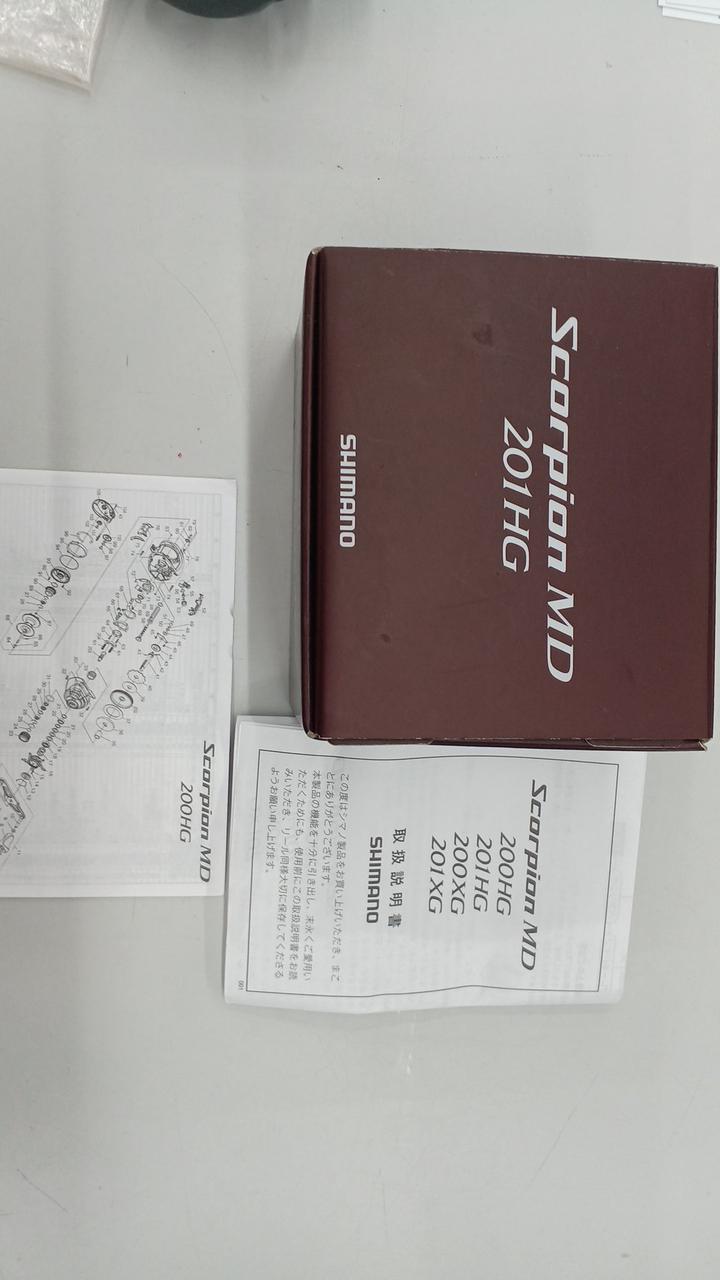 Scorpion MD
201HG
SHIMANO
Scorpion MD
200HG
201HG
200XG
201XG
取扱説明書
SHIMANO
この度はシマノ製品をお買い上げいただき、まこ
とにありがとうございます。
本製品の機能を十分に引き出し、末永くご愛用い
ただくためにも、使用前にこの取扱説明書をお読
みいただき、リール同様大切に保存してくださる
ようお願い申し上げます。
001
Scorpion MD
200HG